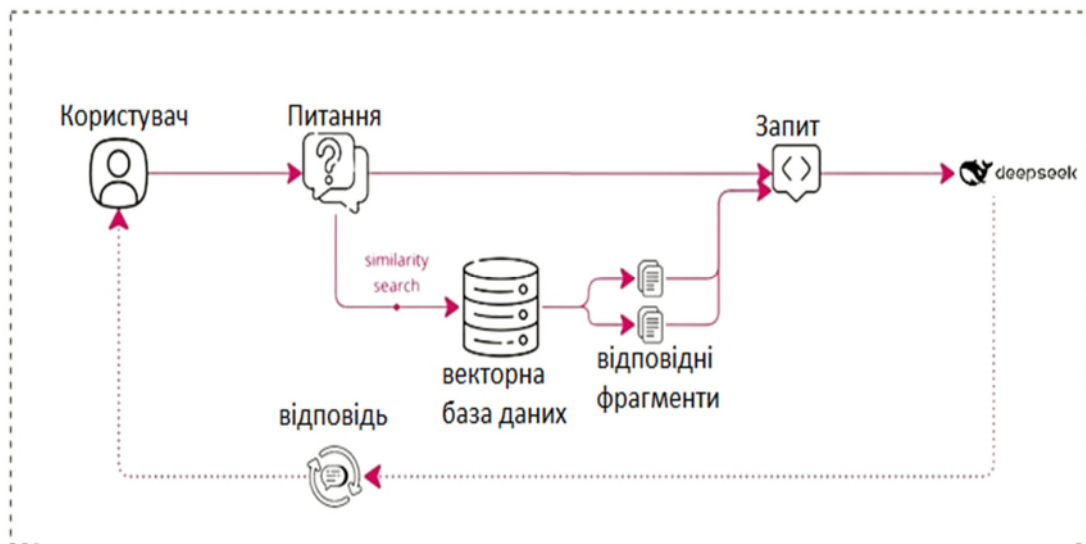 Користувач
Питання
Запит
deepseek
similarity
search
векторна
база даних
відповідні
фрагменти
відповідь